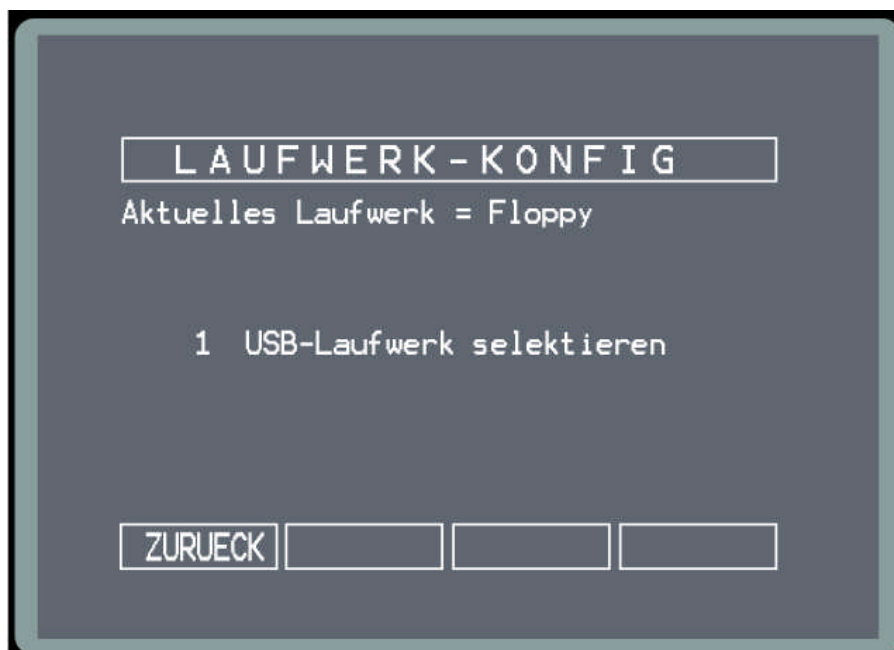 LAUFWERK-KONFIG
Aktuelles Laufwerk = Floppy
1 USB-Laufwerk selektieren
ZURUECK